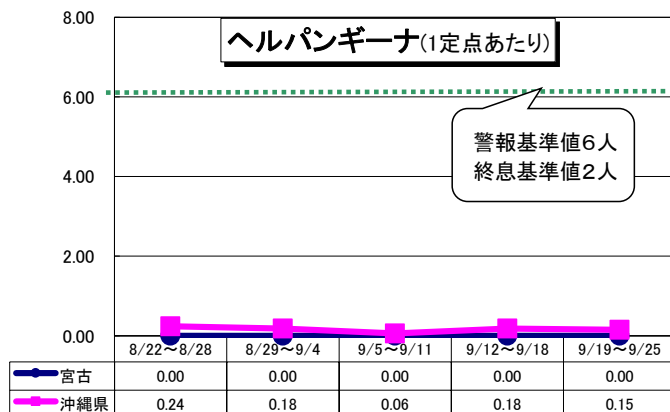 8.00
ヘルパンギーナ(1定点あたり)
6.00
警報基準値6人
終息基準値2人
4.00
2.00
0.00
8/22～8/28 8/29～9/4 9/5～9/11 9/12～9/18 9/19～9/25
宮古 0.00 0.00 0.00 0.00 0.00
沖縄県 0.24 0.18 0.06 0.18 0.15